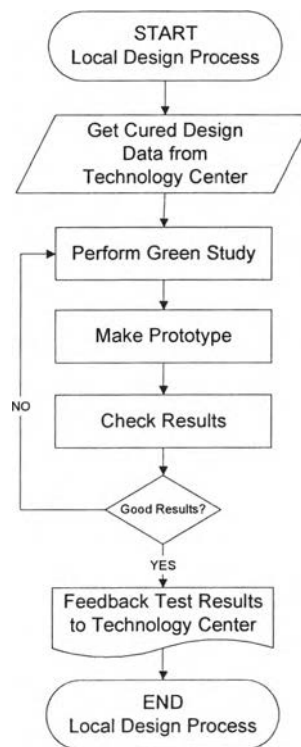 START
Local Design Process
Get Cured Design
Data from
Technology Center
Perform Green Study
Make Prototype
Check Results
NO
Good Results?
YES
Feedback Test Results
to Technology Center
END
Local Design Process